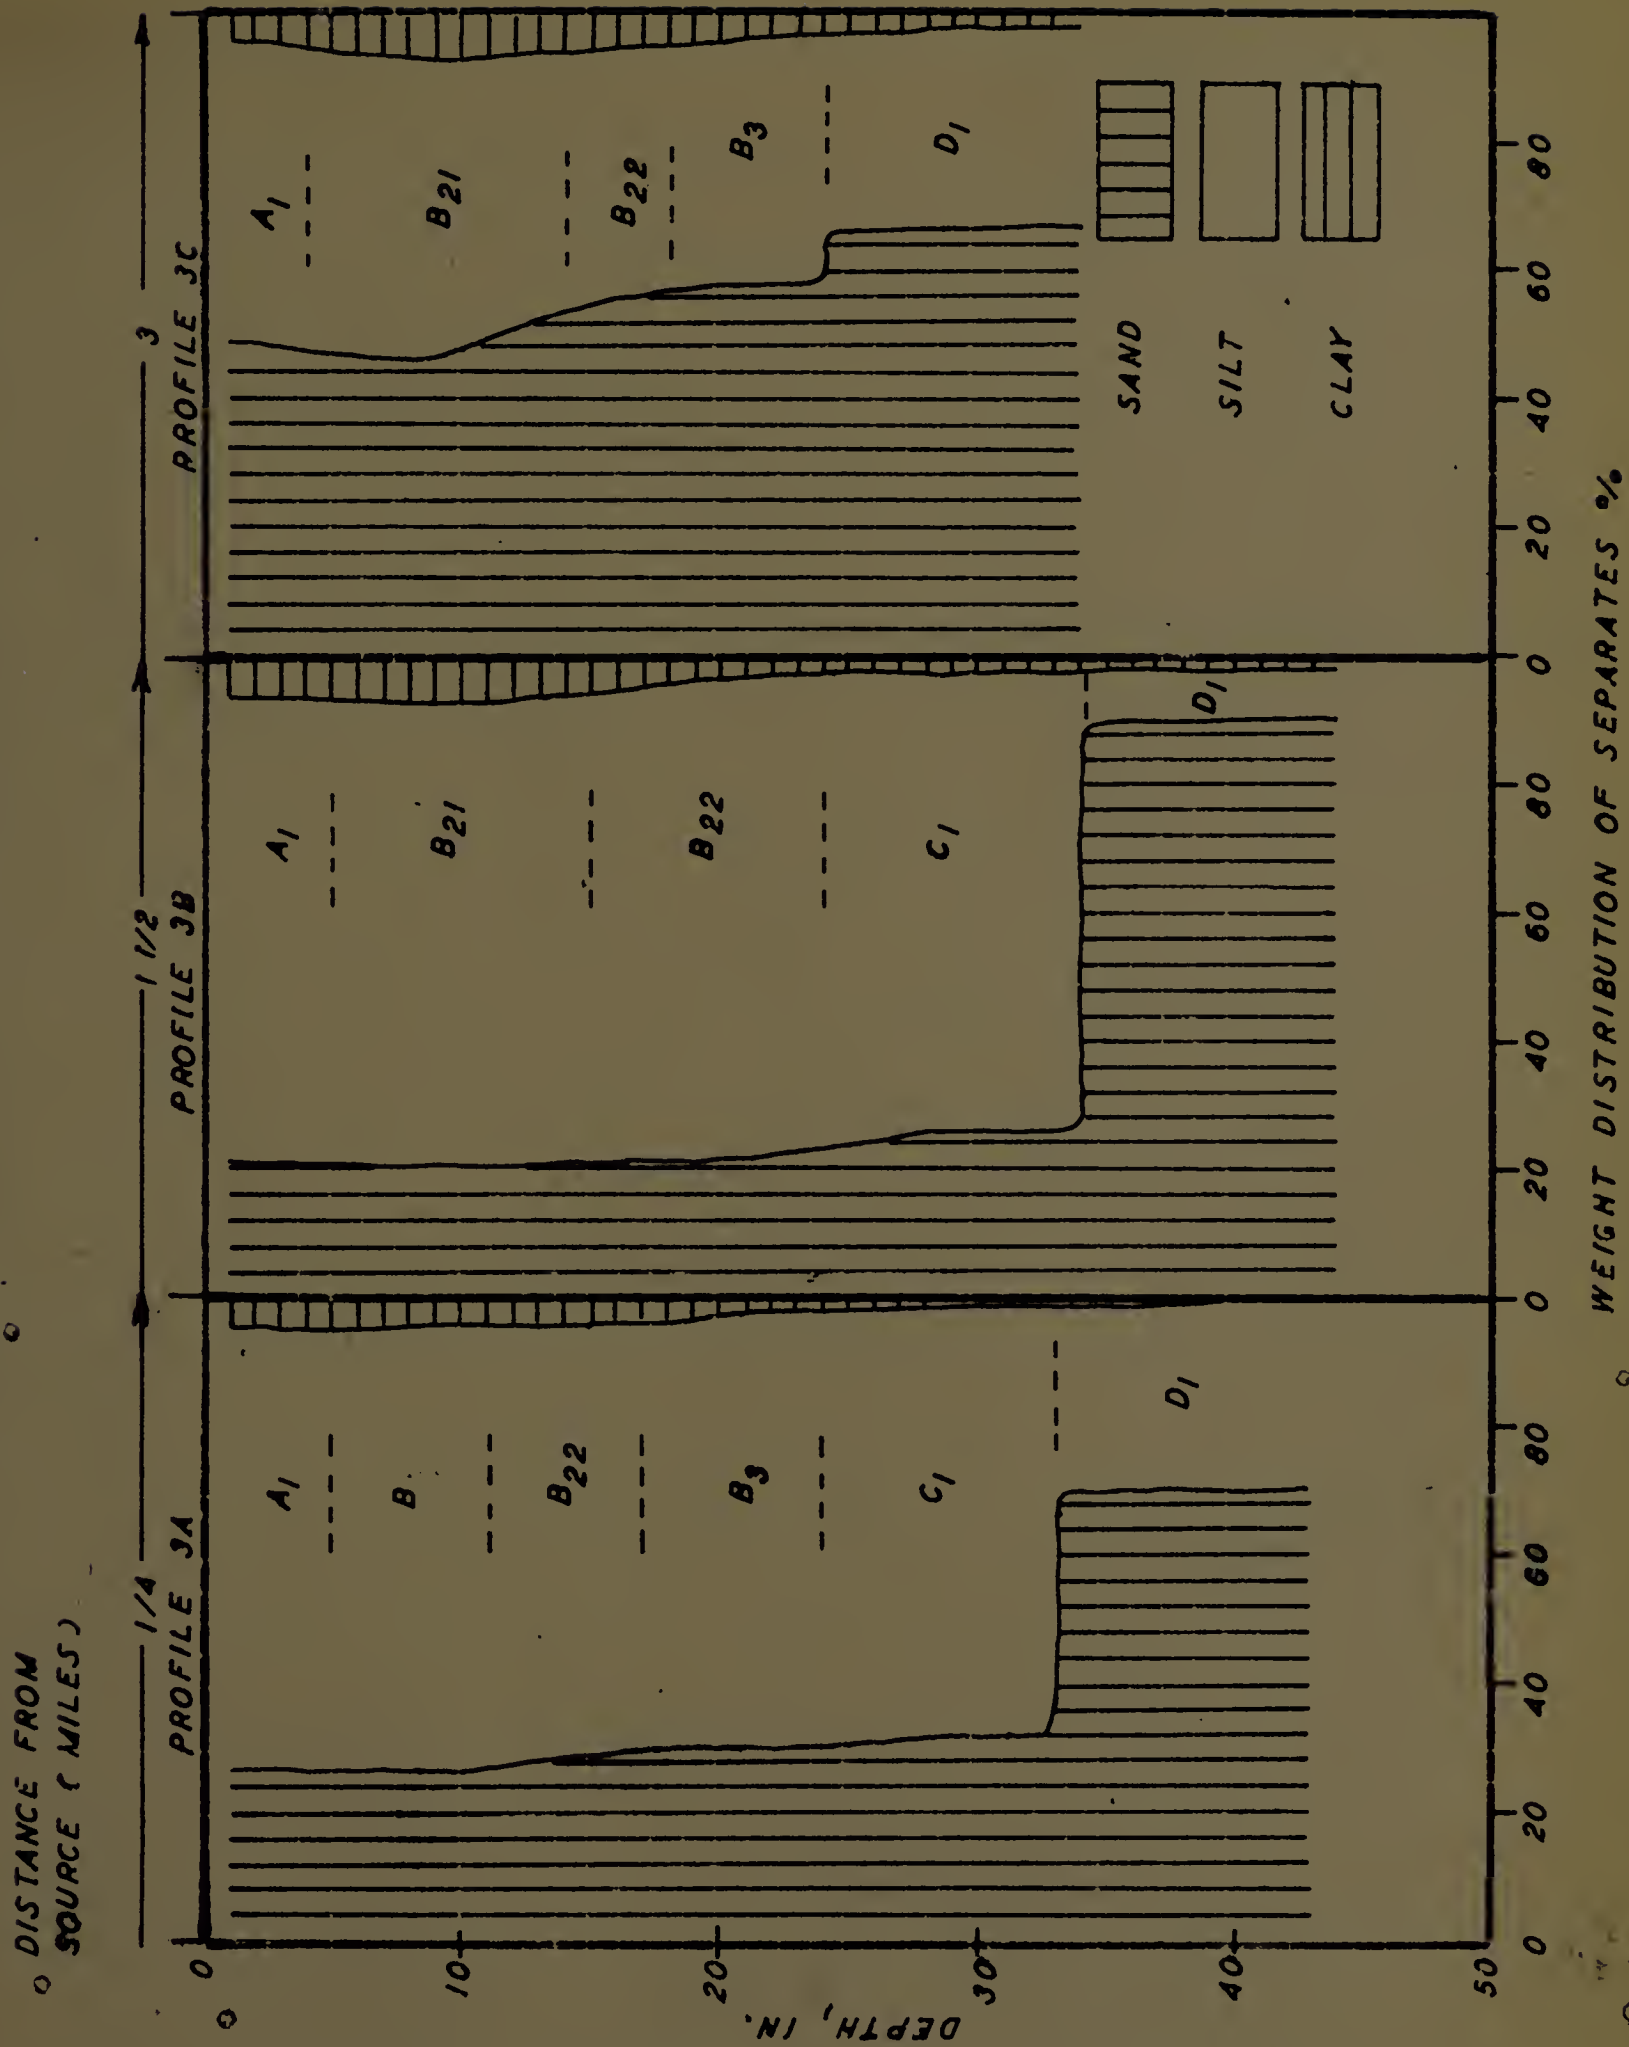 DISTANCE FROM
SOURCE (MILES)
1/4
1 1/2
3
PROFILE 3A
PROFILE 3B
PROFILE 3C
DEPTH, IN.
0
10
20
30
40
50
A1
B
B22
B3
C1
D1
A1
B21
B22
C1
D1
A1
B21
B22
B3
D1
SAND
SILT
CLAY
0 20 40 60 80 0 20 40 60 80 0 20 40 60 80
WEIGHT DISTRIBUTION OF SEPARATES %